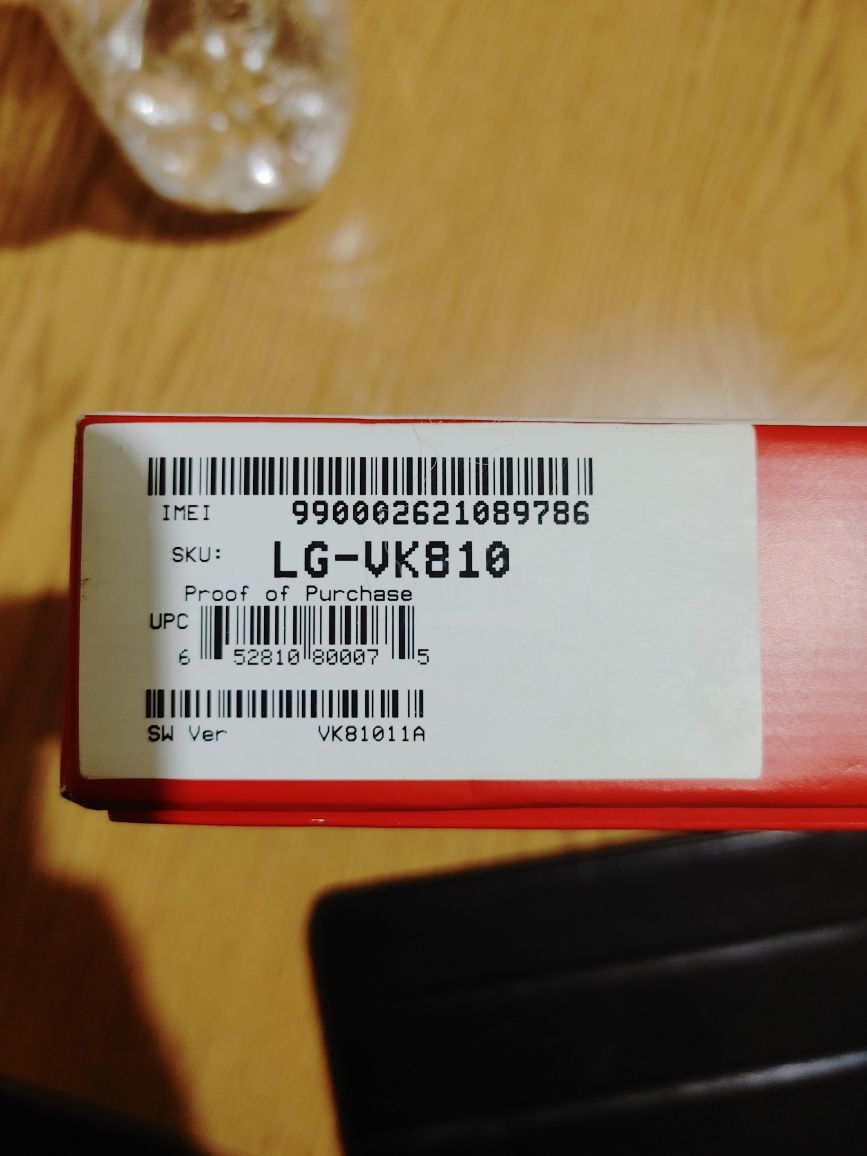 IMEI 990002621089786
SKU: LG-VK810
Proof of Purchase
UPC
6 52810 80007 5
SW Ver VK81011A